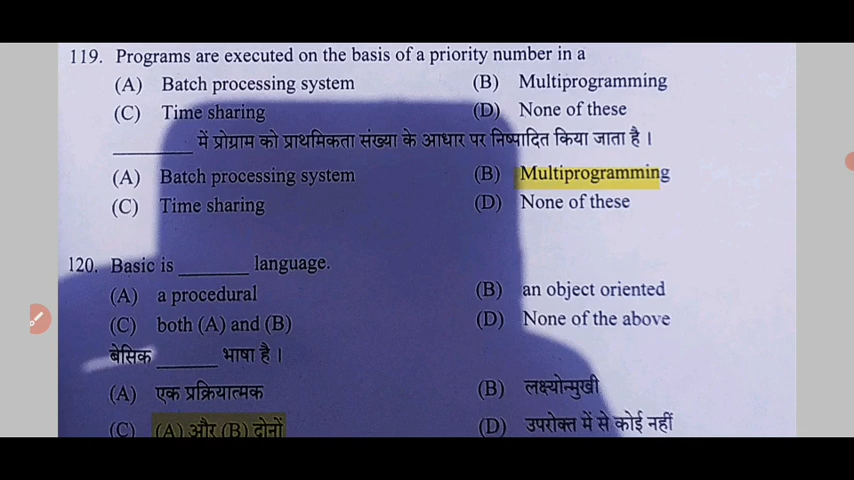 119. Programs are executed on the basis of a priority number in a
(A) Batch processing system (B) Multiprogramming
(C) Time sharing (D) None of these
________ में प्रोग्राम को प्राथमिकता संख्या के आधार पर निष्पादित किया जाता है ।
(A) Batch processing system (B) Multiprogramming
(C) Time sharing (D) None of these
120. Basic is _______ language.
(A) a procedural (B) an object oriented
(C) both (A) and (B) (D) None of the above
बेसिक ______ भाषा है ।
(A) एक प्रक्रियात्मक (B) लक्ष्योन्मुखी
(C) (A) और (B) दोनों (D) उपरोक्त में से कोई नहीं